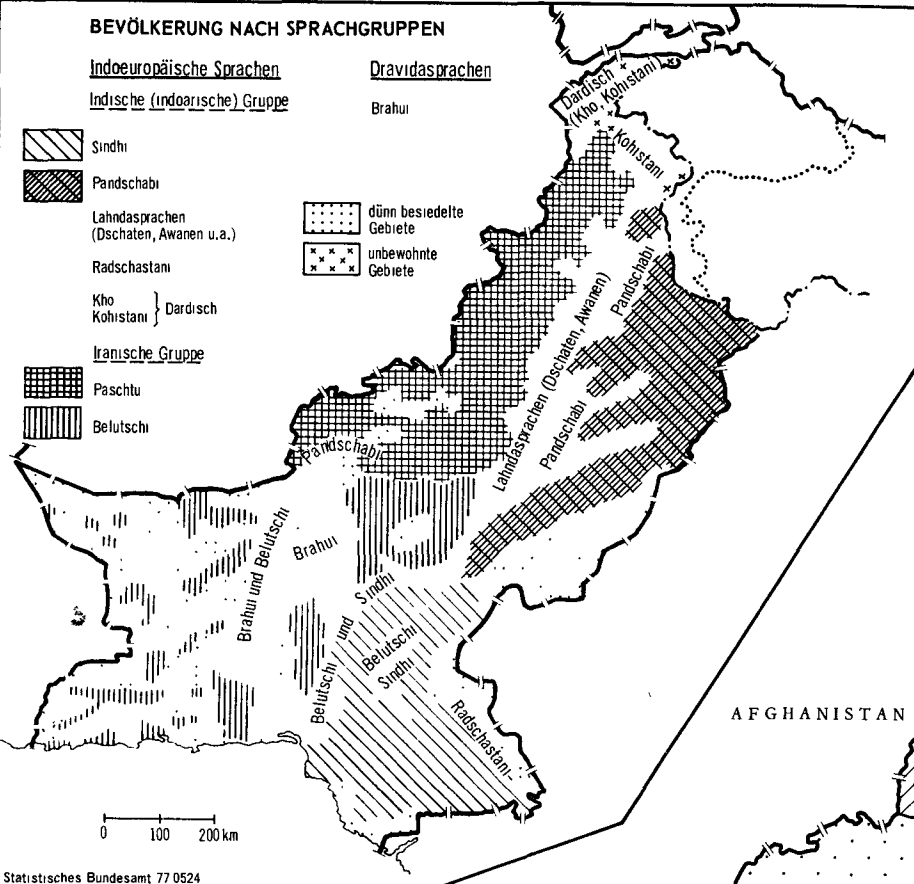 BEVÖLKERUNG NACH SPRACHGRUPPEN
Indoeuropäische Sprachen
Indische (indoarische) Gruppe
Sindhi
Pandschabi
Lahndasprachen
(Dschaten, Awanen u.a.)
Radschastani
Kho
Kohistani
Dardisch
Iranische Gruppe
Paschtu
Belutschi
Dravidasprachen
Brahui
dünn besiedelte
Gebiete
unbewohnte
Gebiete
Dardisch
(Kho, Kohistani)
Kohistani
Pandschabi
Lahndasprachen (Dschaten, Awanen)
Pandschabi
Pandschabi
Brahui und Belutschi
Brahui
Belutschi und Sindhi
Belutschi
Sindhi
Radschastani
AFGHANISTAN
0 100 200 km
Statistisches Bundesamt 77 0524